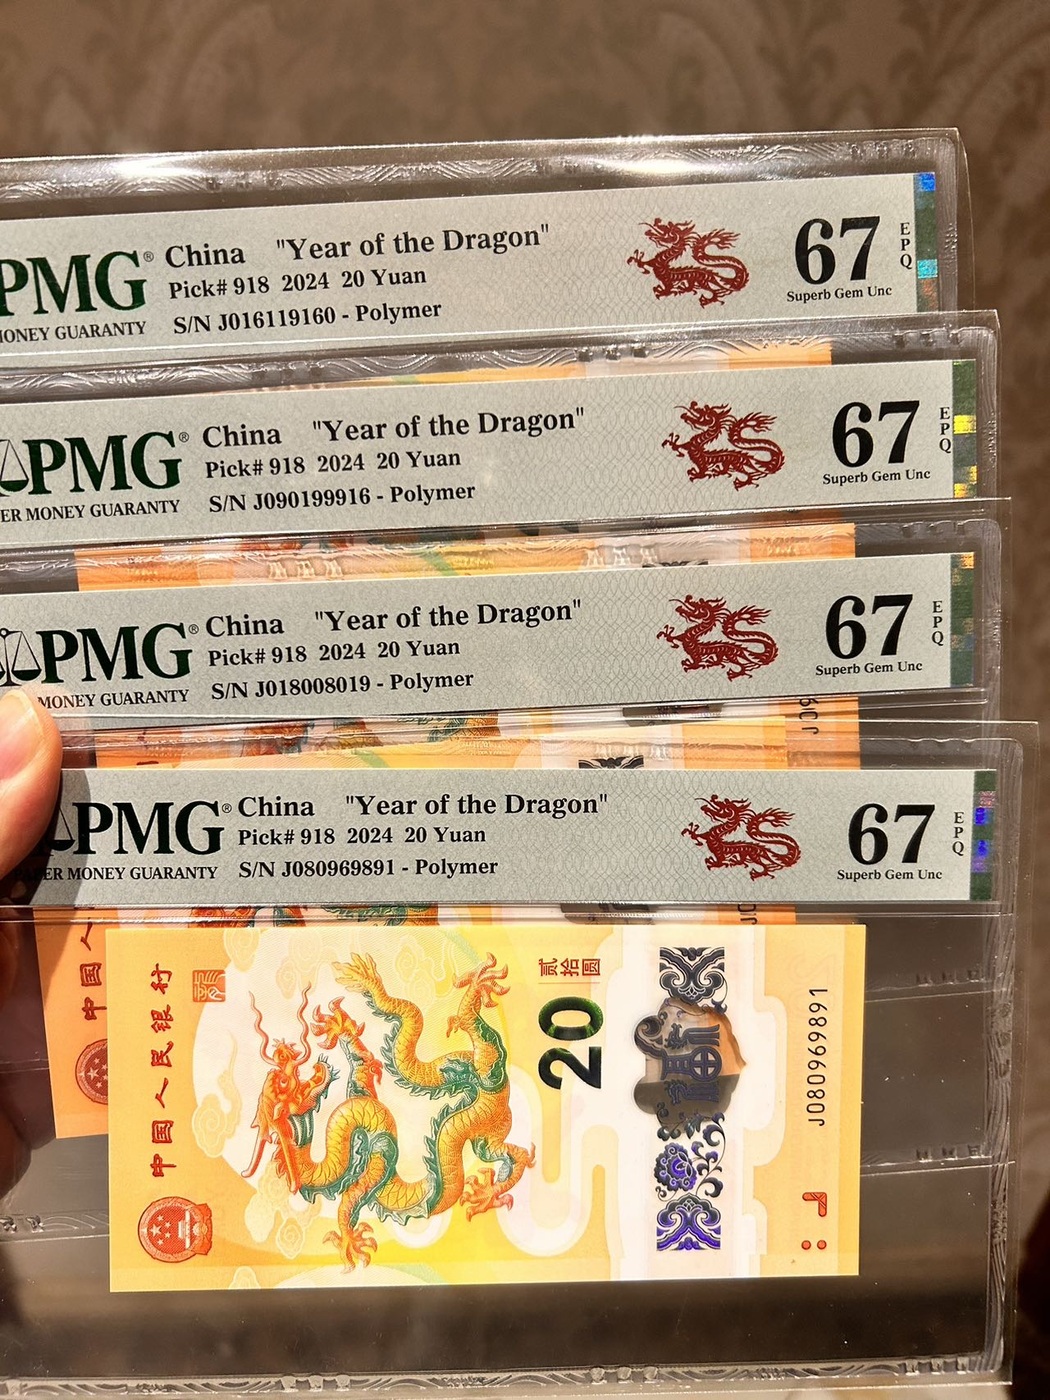 PMG® China "Year of the Dragon"
Pick# 918 2024 20 Yuan
MONEY GUARANTY
S/N J016119160 - Polymer
67
EPQ
Superb Gem Unc
PMG® China "Year of the Dragon"
Pick# 918 2024 20 Yuan
MONEY GUARANTY
S/N J090199916 - Polymer
67
EPQ
Superb Gem Unc
PMG® China "Year of the Dragon"
Pick# 918 2024 20 Yuan
MONEY GUARANTY
S/N J018008019 - Polymer
67
EPQ
Superb Gem Unc
PMG® China "Year of the Dragon"
Pick# 918 2024 20 Yuan
PAPER MONEY GUARANTY
S/N J080969891 - Polymer
67
EPQ
Superb Gem Unc
中国人
中国人民银行
贰拾圆
20
J080969891